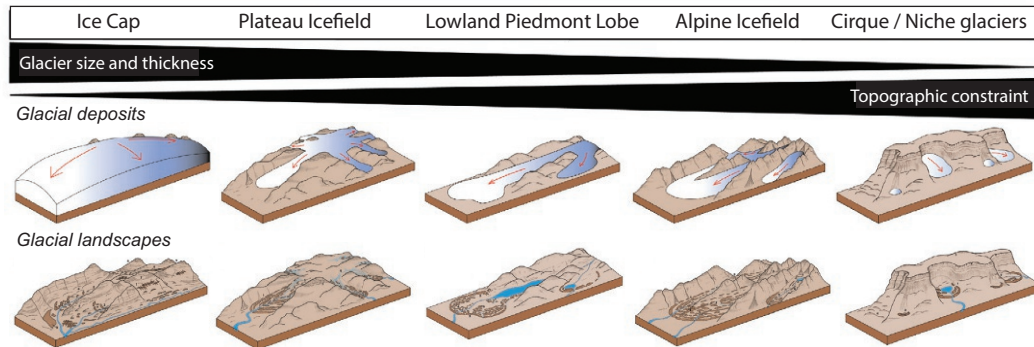 Ice Cap Plateau Icefield Lowland Piedmont Lobe Alpine Icefield Cirque / Niche glaciers
Glacier size and thickness
Topographic constraint
Glacial deposits
Glacial landscapes